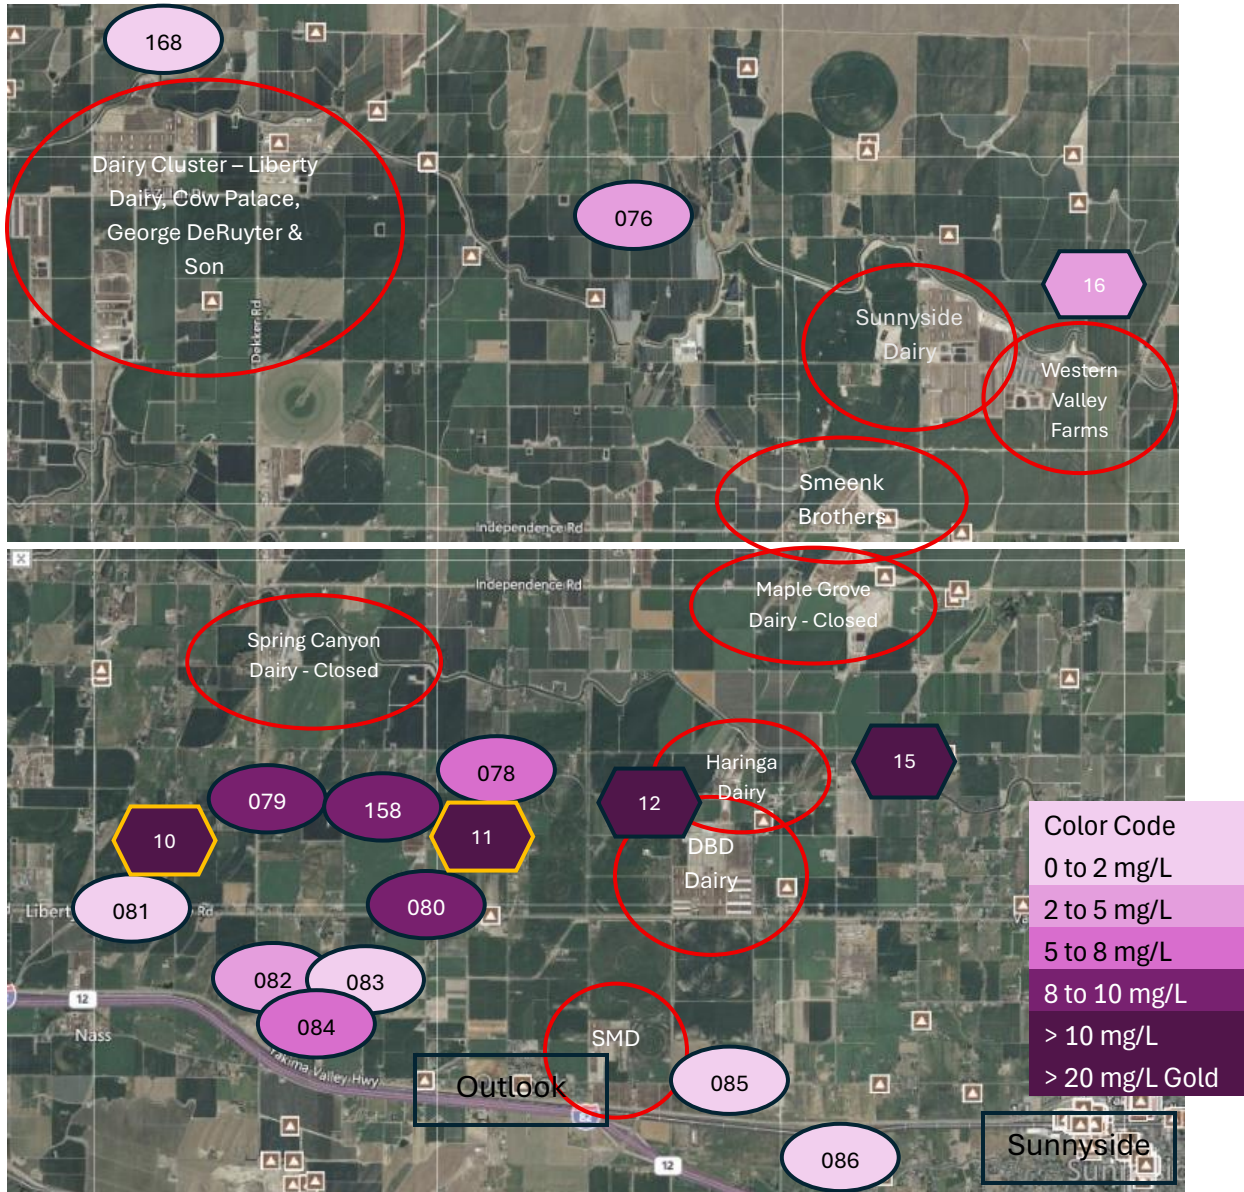 168
Dairy Cluster – Liberty
Dairy, Cow Palace,
George DeRuyter &
Son
Dekker Rd
076
16
Sunnyside
Dairy
Western
Valley
Farms
Smeenk
Brothers
Independence Rd
Independence Rd
Maple Grove
Dairy - Closed
Spring Canyon
Dairy - Closed
Haringa
Dairy
15
078
079
158
12
10
11
DBD
Dairy
081
Rd
080
082
083
084
12
Nass
Yakima Valley Hwy
SMD
Outlook
085
82
086
12
Sunnyside
Color Code
0 to 2 mg/L
2 to 5 mg/L
5 to 8 mg/L
8 to 10 mg/L
> 10 mg/L
> 20 mg/L Gold